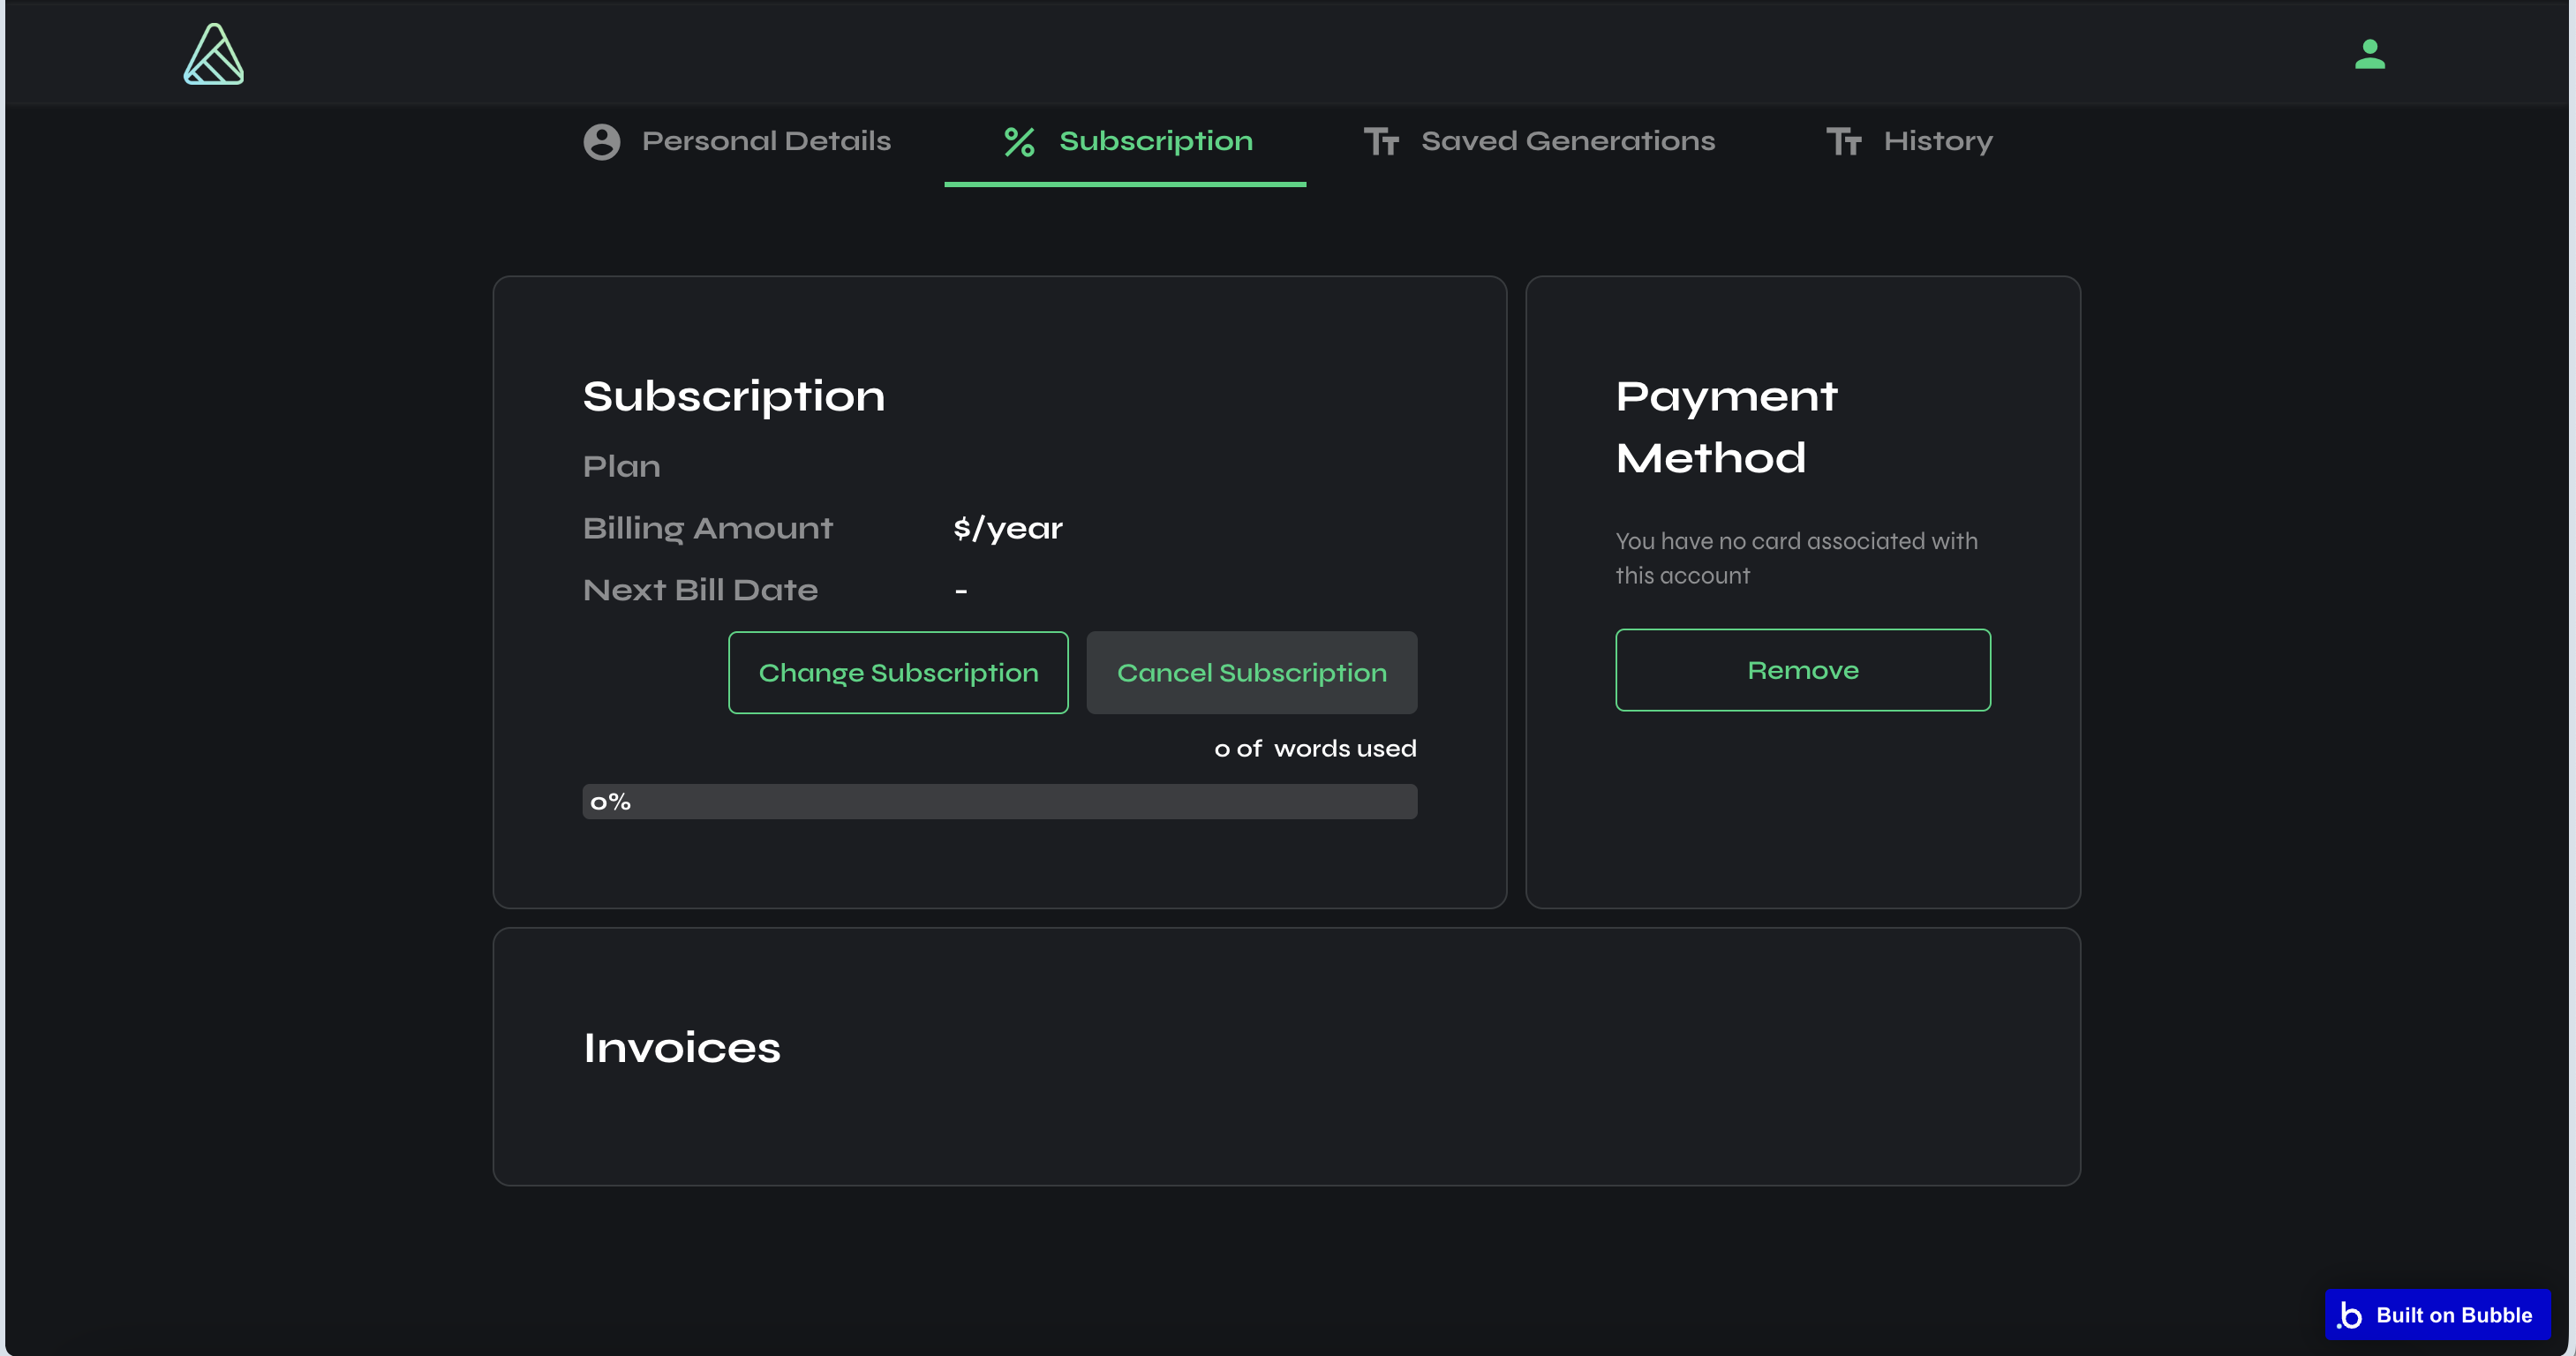 Personal Details
Subscription
Saved Generations
History
Subscription
Plan
Billing Amount $/year
Next Bill Date -
Change Subscription
Cancel Subscription
0 of words used
0%
Payment
Method
You have no card associated with
this account
Remove
Invoices
Built on Bubble